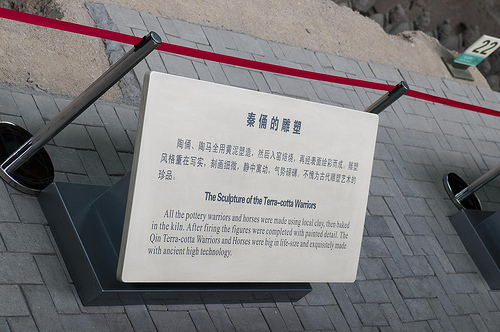 秦俑的雕塑
陶俑、陶马全用黄泥塑造，然后入窑焙烧，再经表面绘彩而成，雕塑
风格重在写实，刻画细微，静中寓动，气势磅礴，不愧为古代雕塑艺术的
珍品。
The Sculpture of the Terra-cotta Warriors
All the pottery warriors and horses were made using local clay, then baked
in the kiln. After firing the figures were completed with painted detail. The
Qin Terra-cotta Warriors and Horses were big in life-size and exquisitely made
with ancient high technology.
22